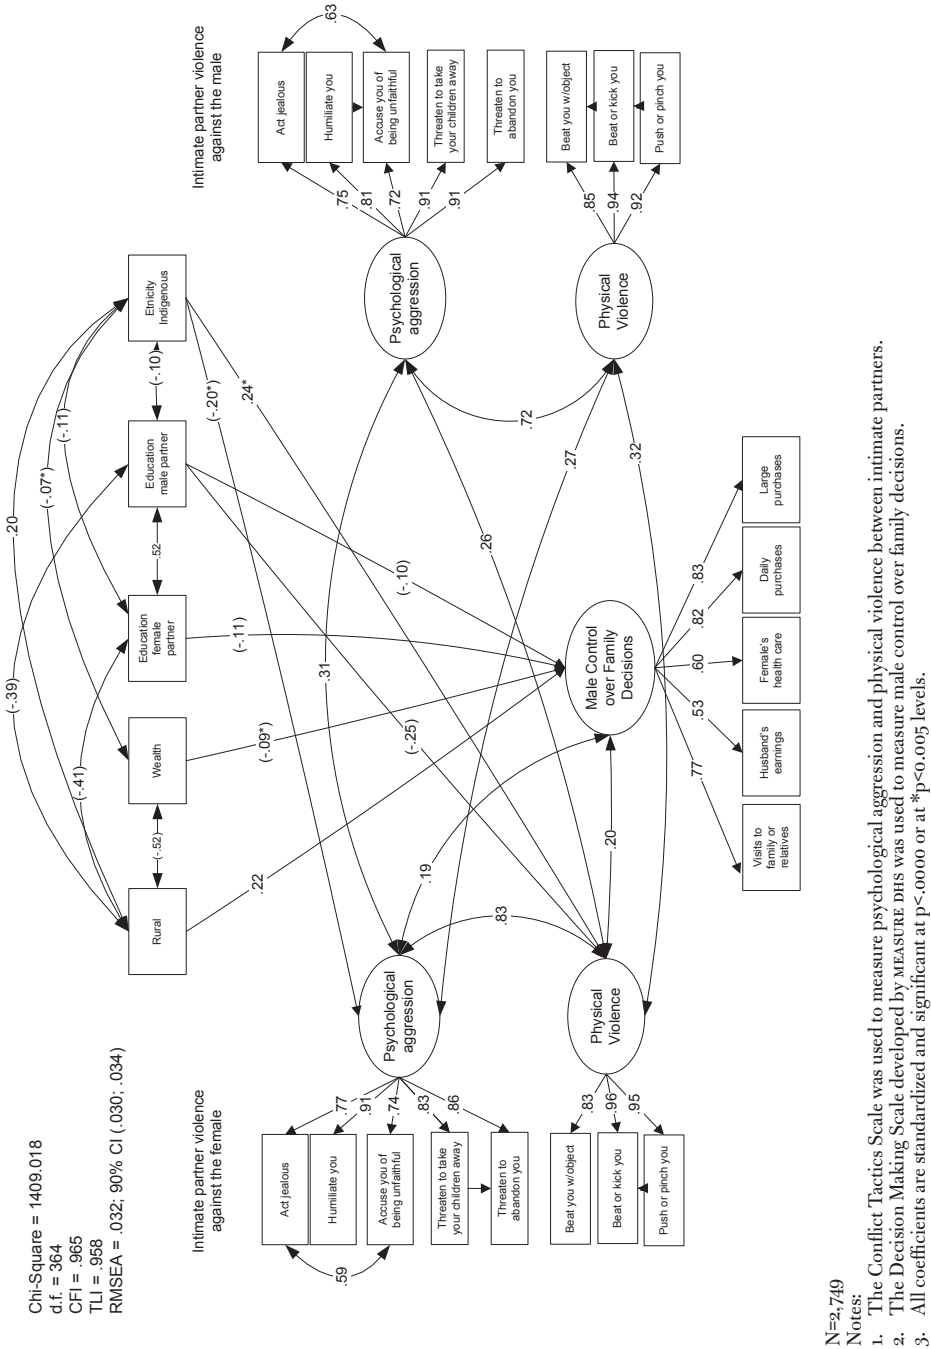 Chi-Square = 1409.018
d.f. = 364
CFI = .965
TLI = .958
RMSEA = .032; 90% CI (.030; .034)
.20
(-.39)
(-.07*)
(-.41)
(-.11)
Rural
(-.52)
Wealth
Education
female
partner
.52
Education
male partner
(-.10)
Etnicity
Indigenous
.22
(-.09*)
(-.11)
(-.10)
(-.25)
(-.20*)
.24*
Intimate partner violence
against the female
Act jealous
Humiliate you
Accuse you of
being unfaithful
Threaten to take
your children away
Threaten to
abandon you
.59
.77
.91
.74
.83
.86
Psychological
aggression
Beat you w/object
Beat or kick you
Push or pinch you
.83
.96
.95
Physical
Violence
.83
.19
.20
.31
.26
.27
.32
.72
Male Control
over Family
Decisions
.77
.53
.60
.82
.83
Visits to
family or
relatives
Husband's
earnings
Female's
health care
Daily
purchases
Large
purchases
Intimate partner violence
against the male
Psychological
aggression
.75
.81
.72
.91
.91
Act jealous
Humiliate you
Accuse you of
being unfaithful
Threaten to take
your children away
Threaten to
abandon you
.63
Physical
Violence
.85
.94
.92
Beat you w/object
Beat or kick you
Push or pinch you
N=2,749
Notes:
1. The Conflict Tactics Scale was used to measure psychological aggression and physical violence between intimate partners.
2. The Decision Making Scale developed by MEASURE DHS was used to measure male control over family decisions.
3. All coefficients are standardized and significant at p<.0000 or at *p<0.005 levels.